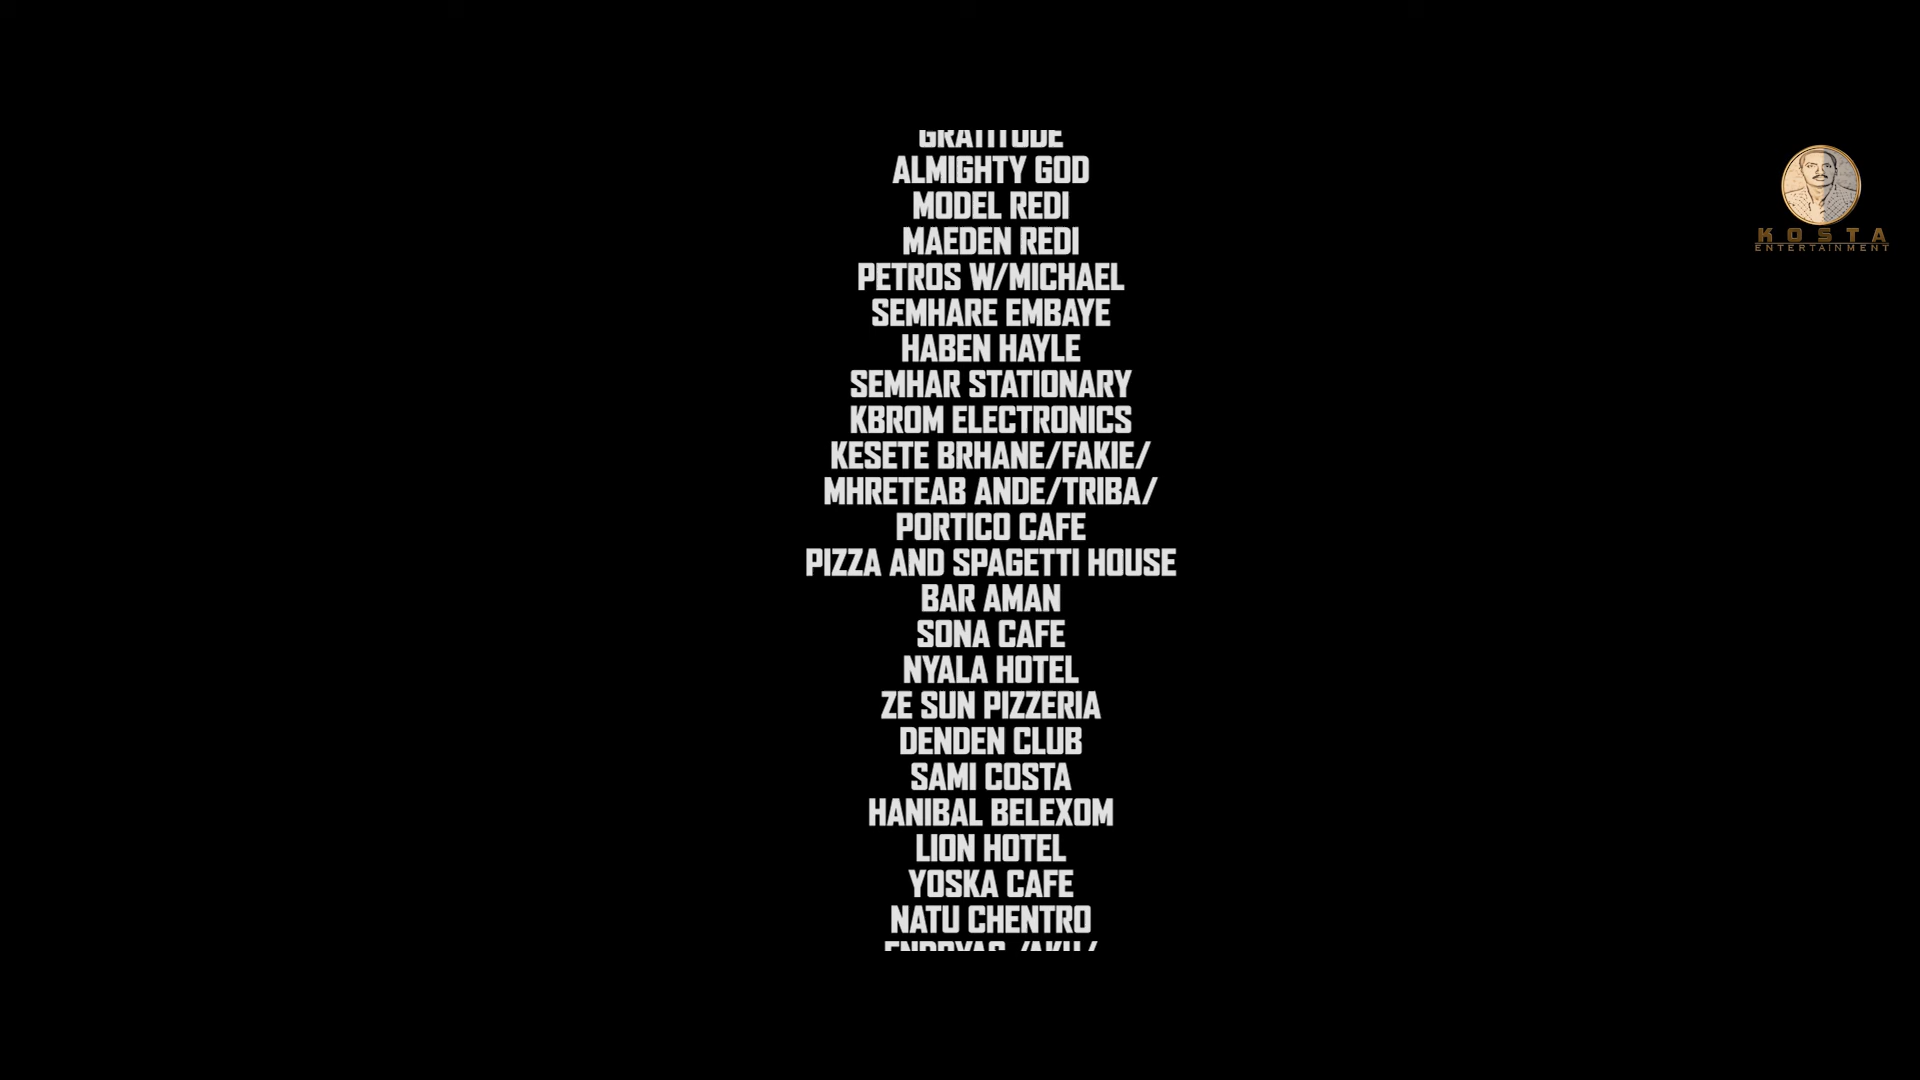 GRATITUDE
ALMIGHTY GOD
MODEL REDI
MAEDEN REDI
PETROS W/MICHAEL
SEMHARE EMBAYE
HABEN HAYLE
SEMHAR STATIONARY
KBROM ELECTRONICS
KESETE BRHANE/FAKIE/
MHRETEAB ANDE/TRIBA/
PORTICO CAFE
PIZZA AND SPAGETTI HOUSE
BAR AMAN
SONA CAFE
NYALA HOTEL
ZE SUN PIZZERIA
DENDEN CLUB
SAMI COSTA
HANIBAL BELEXOM
LION HOTEL
YOSKA CAFE
NATU CHENTRO
KOSTA
ENTERTAINMENT